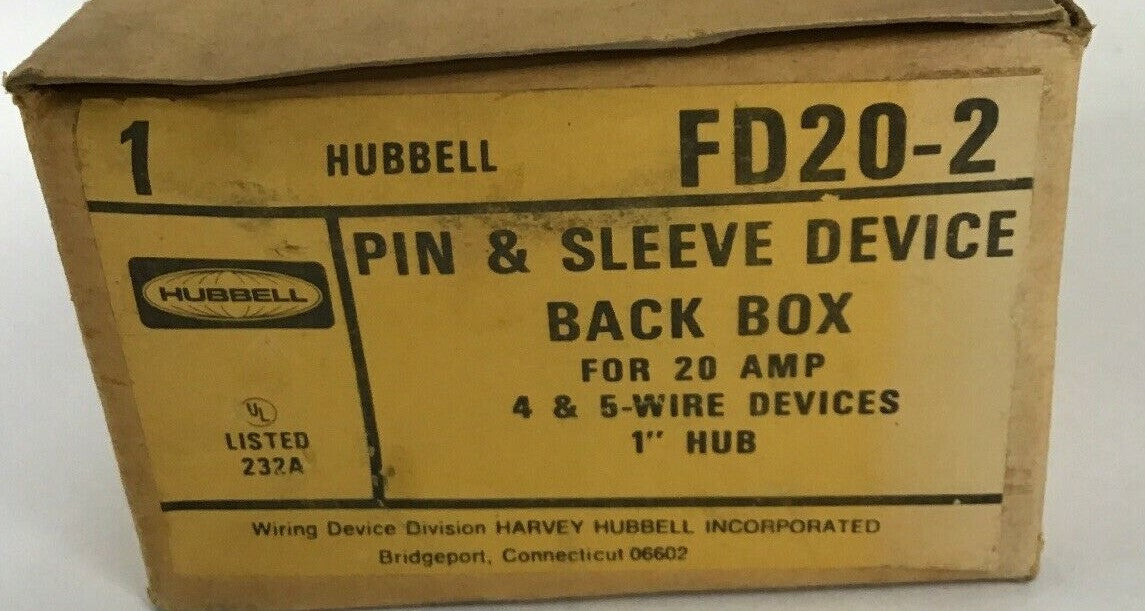 1 HUBBELL FD20-2
PIN & SLEEVE DEVICE
BACK BOX
FOR 20 AMP
4 & 5-WIRE DEVICES
1" HUB
HUBBELL
UL
LISTED
232A
Wiring Device Division HARVEY HUBBELL INCORPORATED
Bridgeport, Connecticut 06602